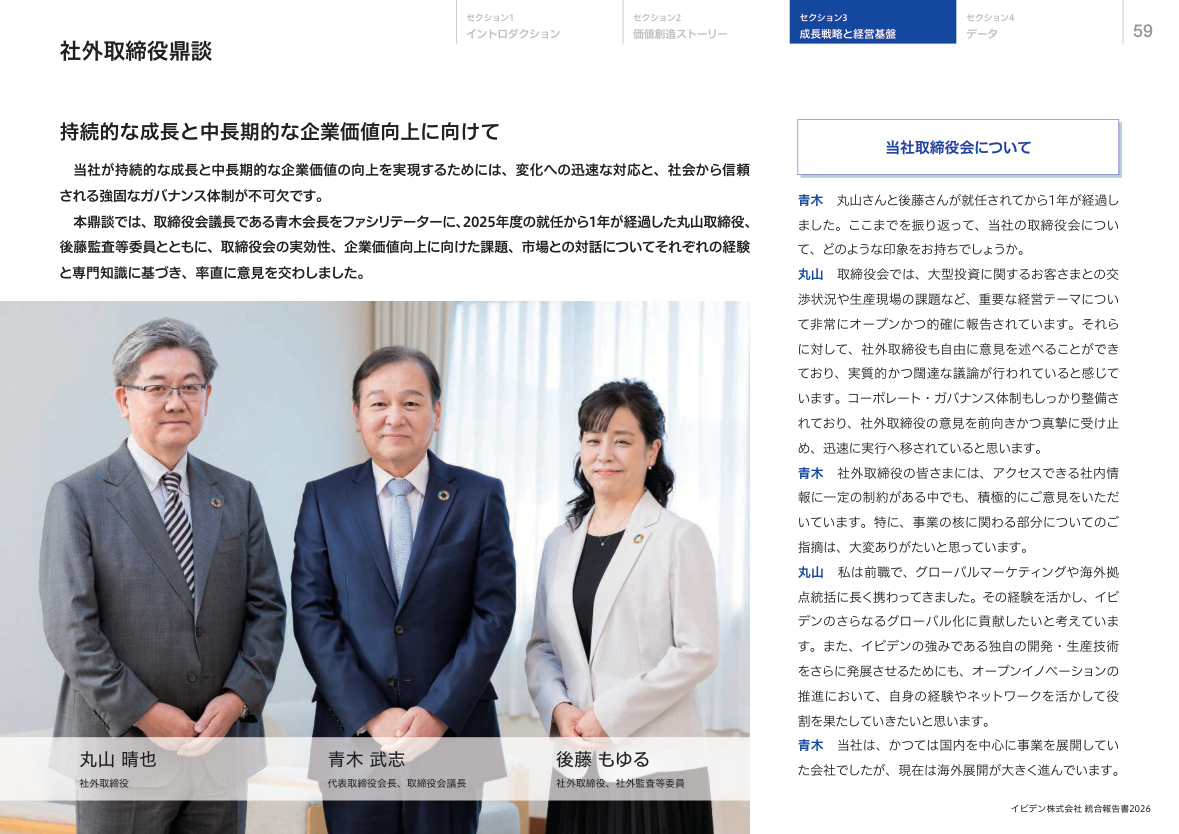 セクション1
イントロダクション
セクション2
価値創造ストーリー
セクション3
成長戦略と経営基盤
セクション4
データ
59
社外取締役鼎談
持続的な成長と中長期的な企業価値向上に向けて
当社が持続的な成長と中長期的な企業価値の向上を実現するためには、変化への迅速な対応と、社会から信頼
される強固なガバナンス体制が不可欠です。
本鼎談では、取締役会議長である青木会長をファシリテーターに、2025年度の就任から1年が経過した丸山取締役、
後藤監査等委員とともに、取締役会の実効性、企業価値向上に向けた課題、市場との対話についてそれぞれの経験
と専門知識に基づき、率直に意見を交わしました。
丸山 晴也
社外取締役
青木 武志
代表取締役会長、取締役会議長
後藤 もゆる
社外取締役、社外監査等委員
当社取締役会について
青木 丸山さんと後藤さんが就任されてから1年が経過し
ました。ここまでを振り返って、当社の取締役会につい
て、どのような印象をお持ちでしょうか。
丸山 取締役会では、大型投資に関するお客さまとの交
渉状況や生産現場の課題など、重要な経営テーマについ
て非常にオープンかつ的確に報告されています。それら
に対して、社外取締役も自由に意見を述べることができ
ており、実質的かつ闊達な議論が行われていると感じて
います。コーポレート・ガバナンス体制もしっかり整備さ
れており、社外取締役の意見を前向きかつ真摯に受け止
め、迅速に実行へ移されていると思います。
青木 社外取締役の皆さまには、アクセスできる社内情
報に一定の制約がある中でも、積極的にご意見をいただ
いています。特に、事業の核に関わる部分についてのご
指摘は、大変ありがたいと思っています。
丸山 私は前職で、グローバルマーケティングや海外拠
点統括に長く携わってきました。その経験を活かし、イビ
デンのさらなるグローバル化に貢献したいと考えていま
す。また、イビデンの強みである独自の開発・生産技術
をさらに発展させるためにも、オープンイノベーションの
推進において、自身の経験やネットワークを活かして役
割を果たしていきたいと思います。
青木 当社は、かつては国内を中心に事業を展開してい
た会社でしたが、現在は海外展開が大きく進んでいます。
イビデン株式会社 統合報告書2026